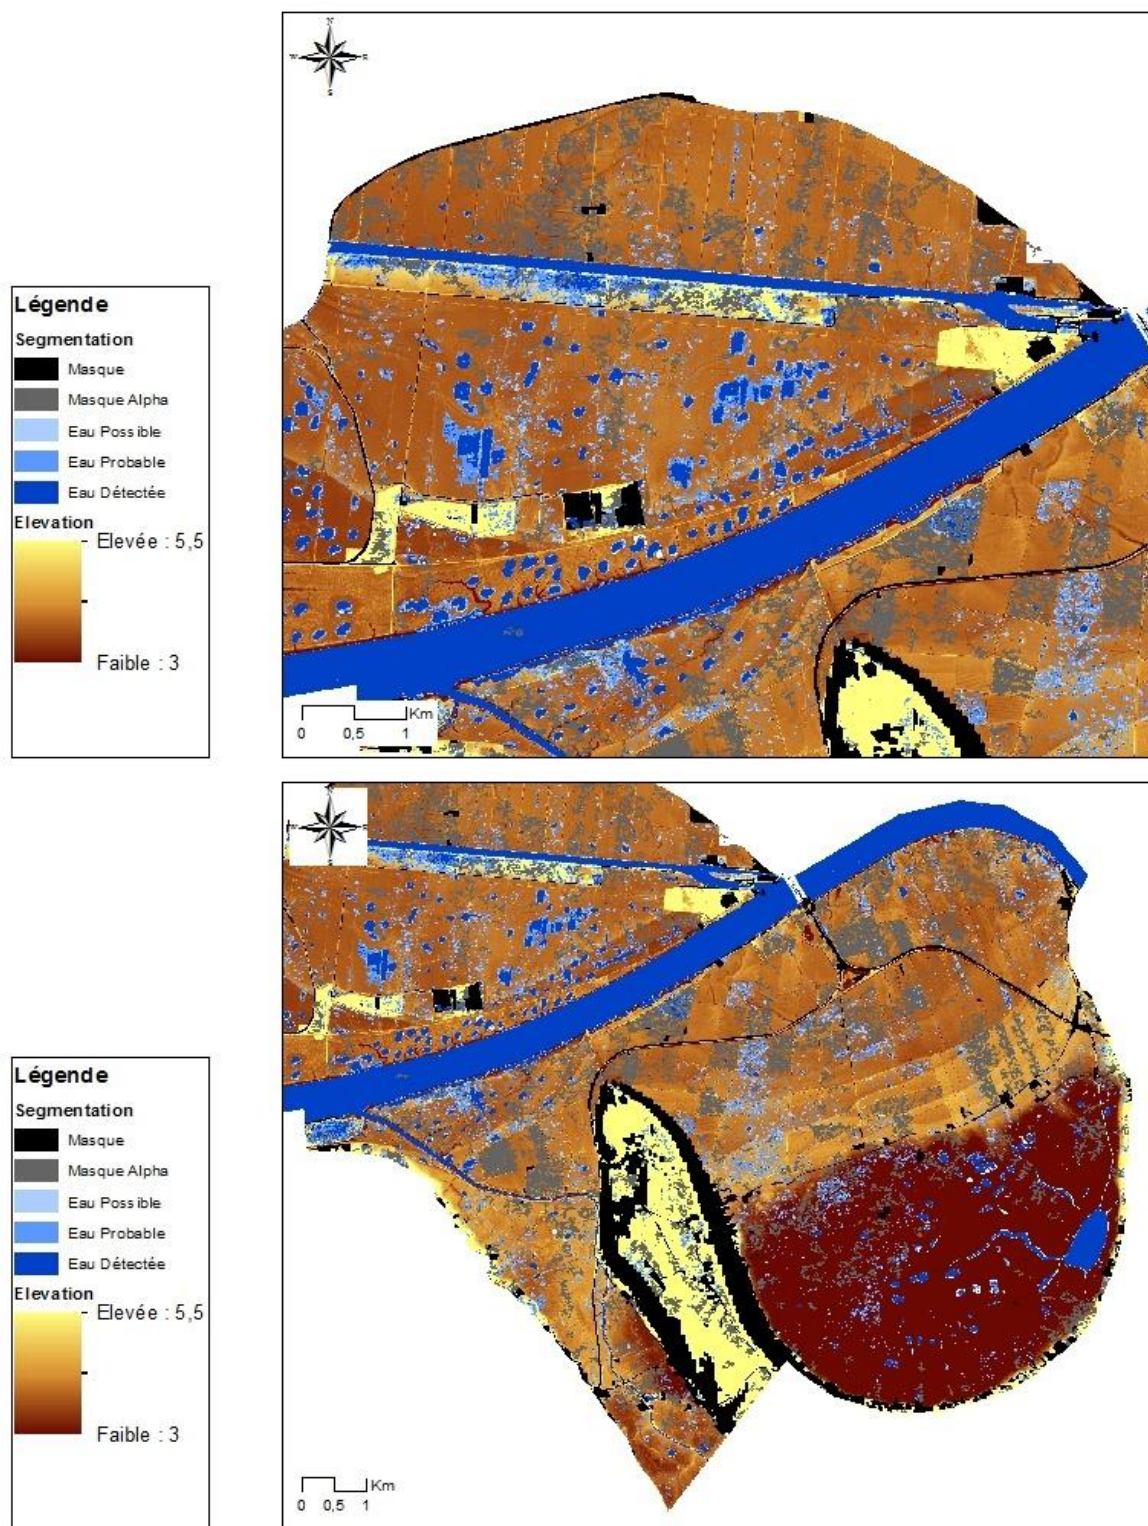 N
Légende
Segmentation
Masque
Masque Alpha
Eau Possible
Eau Probable
Eau Détectée
Elevation
Elevée : 5,5
Faible : 3
Km
0 0,5 1
Légende
Segmentation
Masque
Masque Alpha
Eau Possible
Eau Probable
Eau Détectée
Elevation
Elevée : 5,5
Faible : 3
Km
0 0,5 1